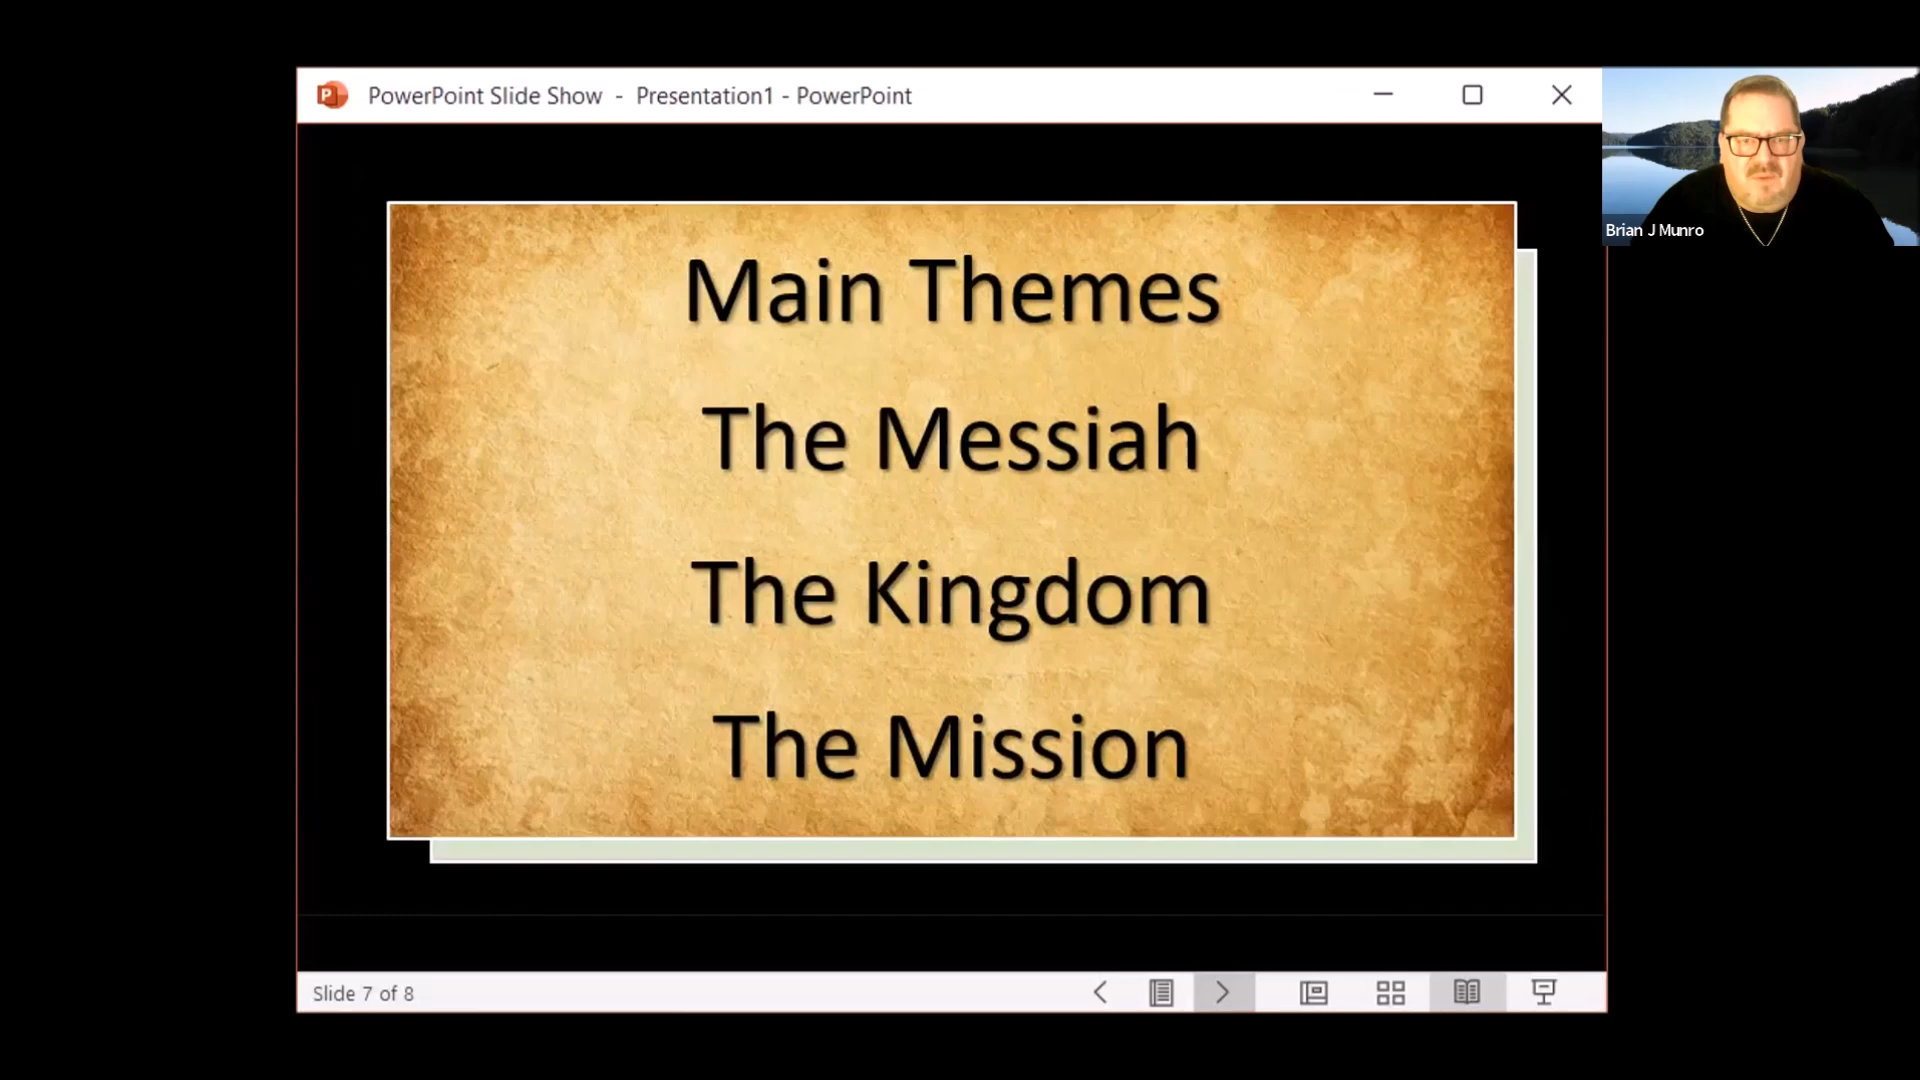 PowerPoint Slide Show - Presentation1 - PowerPoint
Brian J Munro
Main Themes
The Messiah
The Kingdom
The Mission
Slide 7 of 8